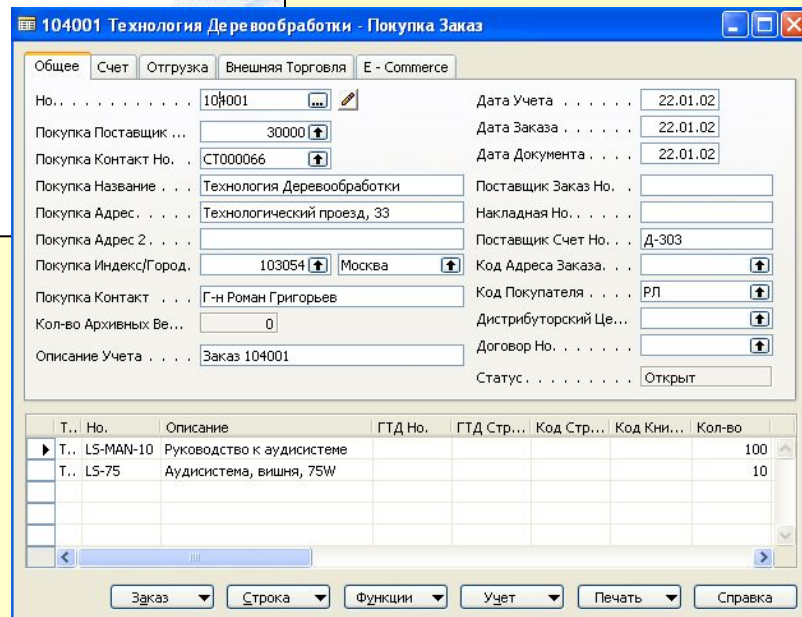 104001 Технология Деревообработки - Покупка Заказ
Общее Счет Отгрузка Внешняя Торговля E - Commerce
Но. . . . . . . . . . . . 104001 ... Дата Учета . . . . . . 22.01.02
Покупка Поставщик ... 30000 Дата Заказа . . . . . . 22.01.02
Покупка Контакт Но. . СТ000066 Дата Документа . . . . 22.01.02
Покупка Название . . . Технология Деревообработки Поставщик Заказ Но. .
Покупка Адрес. . . . . Технологический проезд, 33 Накладная Но. . . . . .
Покупка Адрес 2. . . . Поставщик Счет Но. . . Д-303
Покупка Индекс/Город. 103054 Москва Код Адреса Заказа. . .
Покупка Контакт . . . Г-н Роман Григорьев Код Покупателя . . . . РЛ
Кол-во Архивных Ве... 0 Дистрибуторский Це...
Описание Учета . . . . Заказ 104001 Договор Но. . . . . . .
Статус. . . . . . . . . Открыт
Т.. Но. Описание ГТД Но. ГТД Стр... Код Стр... Код Кни... Кол-во
Т.. LS-MAN-10 Руководство к аудисистеме 100
Т.. LS-75 Аудисистема, вишня, 75W 10
Заказ Строка Функции Учет Печать Справка